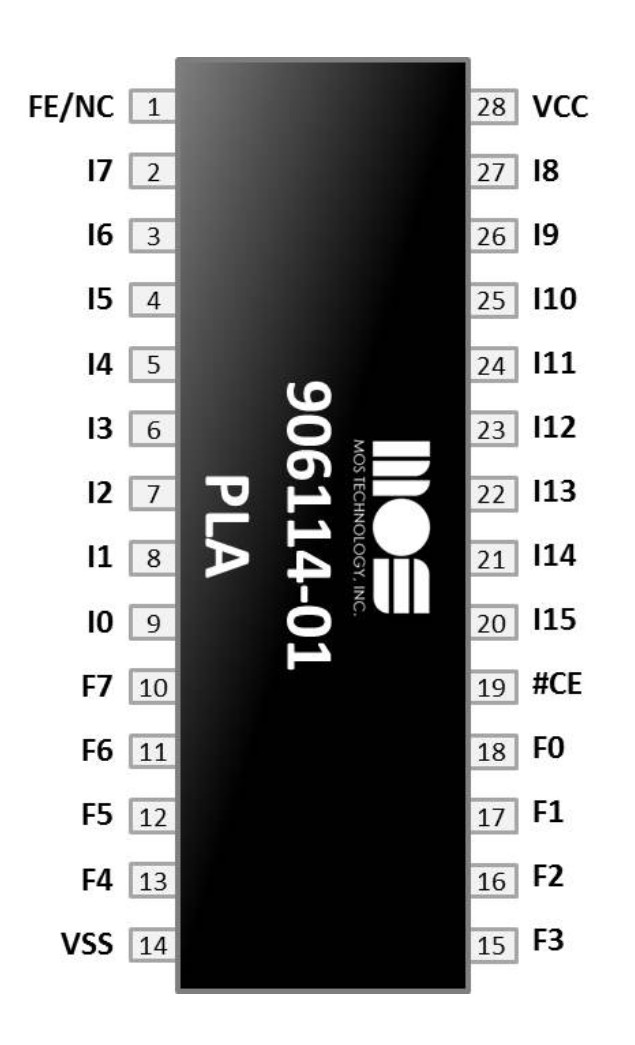 FE/NC 1 28 VCC
I7 2 27 I8
I6 3 26 I9
I5 4 25 I10
I4 5 24 I11
I3 6 23 I12
I2 7 22 I13
I1 8 21 I14
I0 9 20 I15
F7 10 19 #CE
F6 11 18 F0
F5 12 17 F1
F4 13 16 F2
VSS 14 15 F3
mos
MOS TECHNOLOGY, INC.
906114-01
PLA